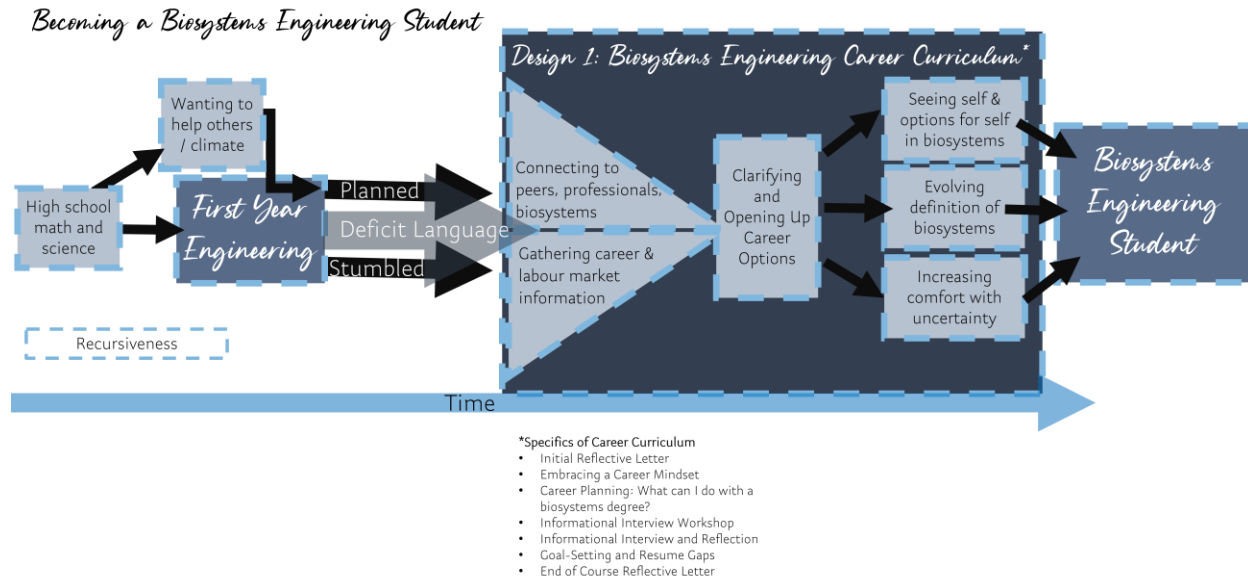 Becoming a Biosystems Engineering Student
Design 1: Biosystems Engineering Career Curriculum*
High school
math and
science
Wanting to
help others
/ climate
First Year
Engineering
Planned
Deficit Language
Stumbled
Connecting to
peers, professionals,
biosystems
Gathering career &
labour market
information
Clarifying
and
Opening Up
Career
Options
Seeing self &
options for self
in biosystems
Evolving
definition of
biosystems
Increasing
comfort with
uncertainty
Biosystems
Engineering
Student
Recursiveness
Time
*Specifics of Career Curriculum
• Initial Reflective Letter
• Embracing a Career Mindset
• Career Planning: What can I do with a
biosystems degree?
• Informational Interview Workshop
• Informational Interview and Reflection
• Goal-Setting and Resume Gaps
• End of Course Reflective Letter